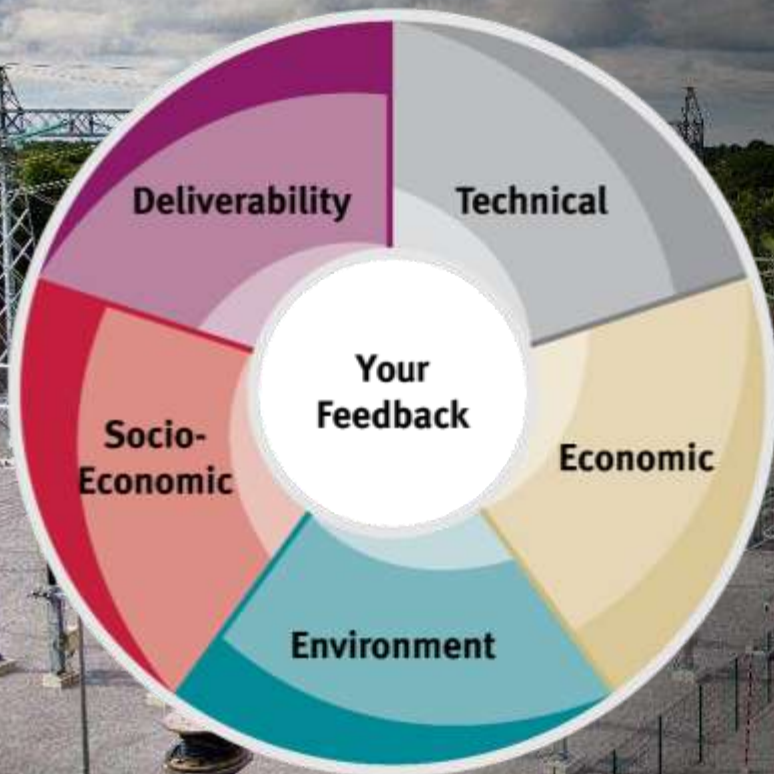 Deliverability
Technical
Your
Feedback
Socio-
Economic
Economic
Environment